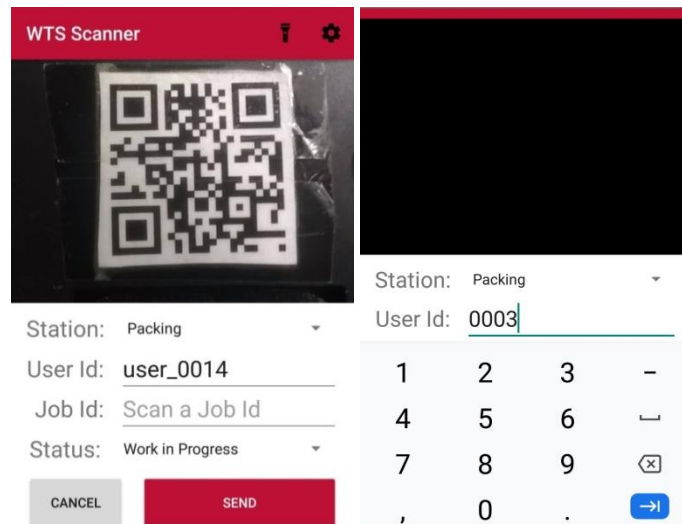 WTS Scanner
Station: Packing
User Id: user_0014
Job Id: Scan a Job Id
Status: Work in Progress
CANCEL SEND
Station: Packing
User Id: 0003
1 2 3 -
4 5 6
7 8 9
, 0 .